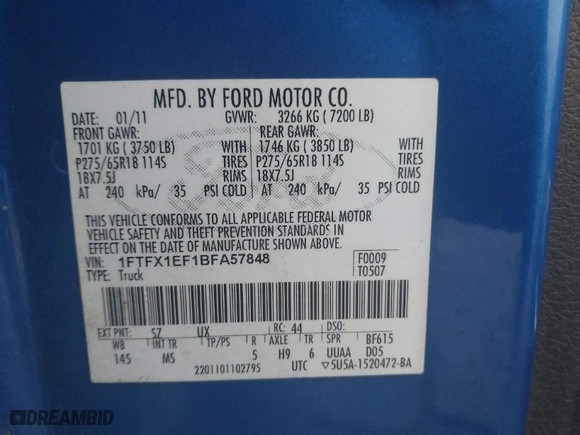 MFD. BY FORD MOTOR CO.
DATE: 01/11 GVWR: 3266 KG ( 7200 LB)
FRONT GAWR: REAR GAWR:
1701 KG ( 3750 LB) WITH 1746 KG ( 3850 LB) WITH
P275/65R18 114S TIRES P275/65R18 114S TIRES
18X7.5J RIMS 18X7.5J RIMS
AT 240 kPa/ 35 PSI COLD AT 240 kPa/ 35 PSI COLD
THIS VEHICLE CONFORMS TO ALL APPLICABLE FEDERAL MOTOR
VEHICLE SAFETY AND THEFT PREVENTION STANDARDS IN
EFFECT ON THE DATE OF MANUFACTURE SHOWN ABOVE.
VIN: 1FTFX1EF1BFA57848 F0009
TYPE: Truck T0507
EXT PNT: SZ UX RC: 44 DSO:
WB INT TR TP/PS R AXLE TR SPR BF615
145 MS 5 H9 6 UUAA D05
2201101102795 UTC ▽5U5A-1520472-BA
DREAMBID